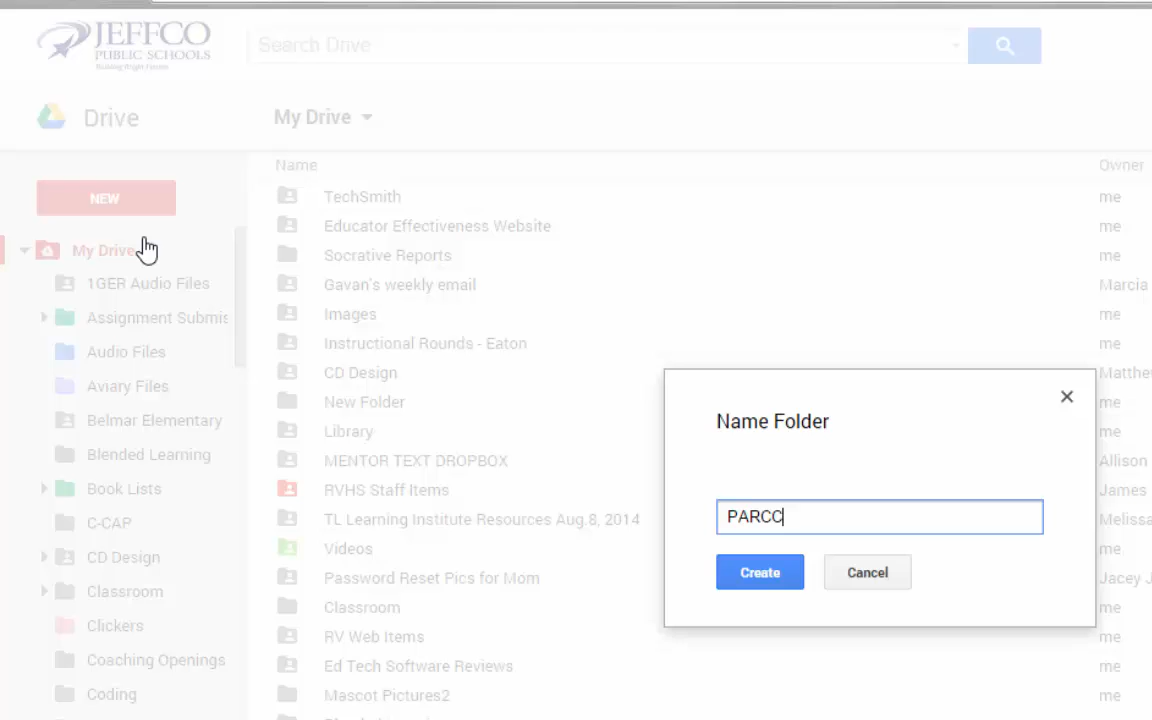 JEFFCO
PUBLIC SCHOOLS
Search Drive
Drive
My Drive
NEW
My Drive
1GER Audio Files
Assignment Submis
Audio Files
Aviary Files
Belmar Elementary
Blended Learning
Book Lists
C-CAP
CD Design
Classroom
Clickers
Coaching Openings
Coding
Name
Owner
TechSmith
me
Educator Effectiveness Website
me
Socrative Reports
me
Gavan's weekly email
Marcia
Images
me
Instructional Rounds - Eaton
me
CD Design
Matthew
New Folder
me
Library
me
MENTOR TEXT DROPBOX
Allison
RVHS Staff Items
James
TL Learning Institute Resources Aug.8, 2014
Melissa
Videos
me
Password Reset Pics for Mom
Jacey J
Classroom
me
RV Web Items
me
Ed Tech Software Reviews
me
Mascot Pictures2
me
Name Folder
PARCC
Create
Cancel